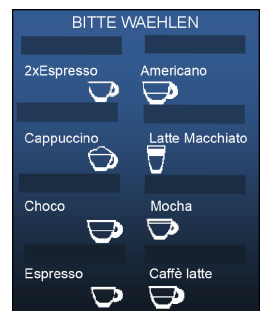 BITTE WAEHLEN
2xEspresso Americano
Cappuccino Latte Macchiato
Choco Mocha
Espresso Caffè latte